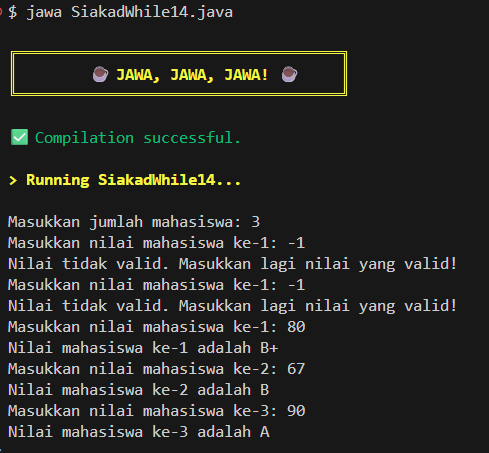 $ jawa SiakadWhile14.java
JAWA, JAWA, JAWA!
✅ Compilation successful.
> Running SiakadWhile14...
Masukkan jumlah mahasiswa: 3
Masukkan nilai mahasiswa ke-1: -1
Nilai tidak valid. Masukkan lagi nilai yang valid!
Masukkan nilai mahasiswa ke-1: -1
Nilai tidak valid. Masukkan lagi nilai yang valid!
Masukkan nilai mahasiswa ke-1: 80
Nilai mahasiswa ke-1 adalah B+
Masukkan nilai mahasiswa ke-2: 67
Nilai mahasiswa ke-2 adalah B
Masukkan nilai mahasiswa ke-3: 90
Nilai mahasiswa ke-3 adalah A